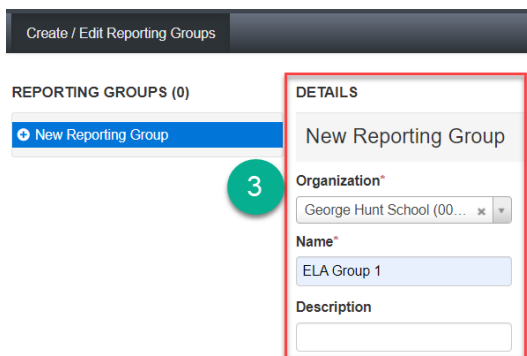 Create / Edit Reporting Groups
REPORTING GROUPS (0)
New Reporting Group
3
DETAILS
New Reporting Group
Organization*
George Hunt School (00...
Name*
ELA Group 1
Description